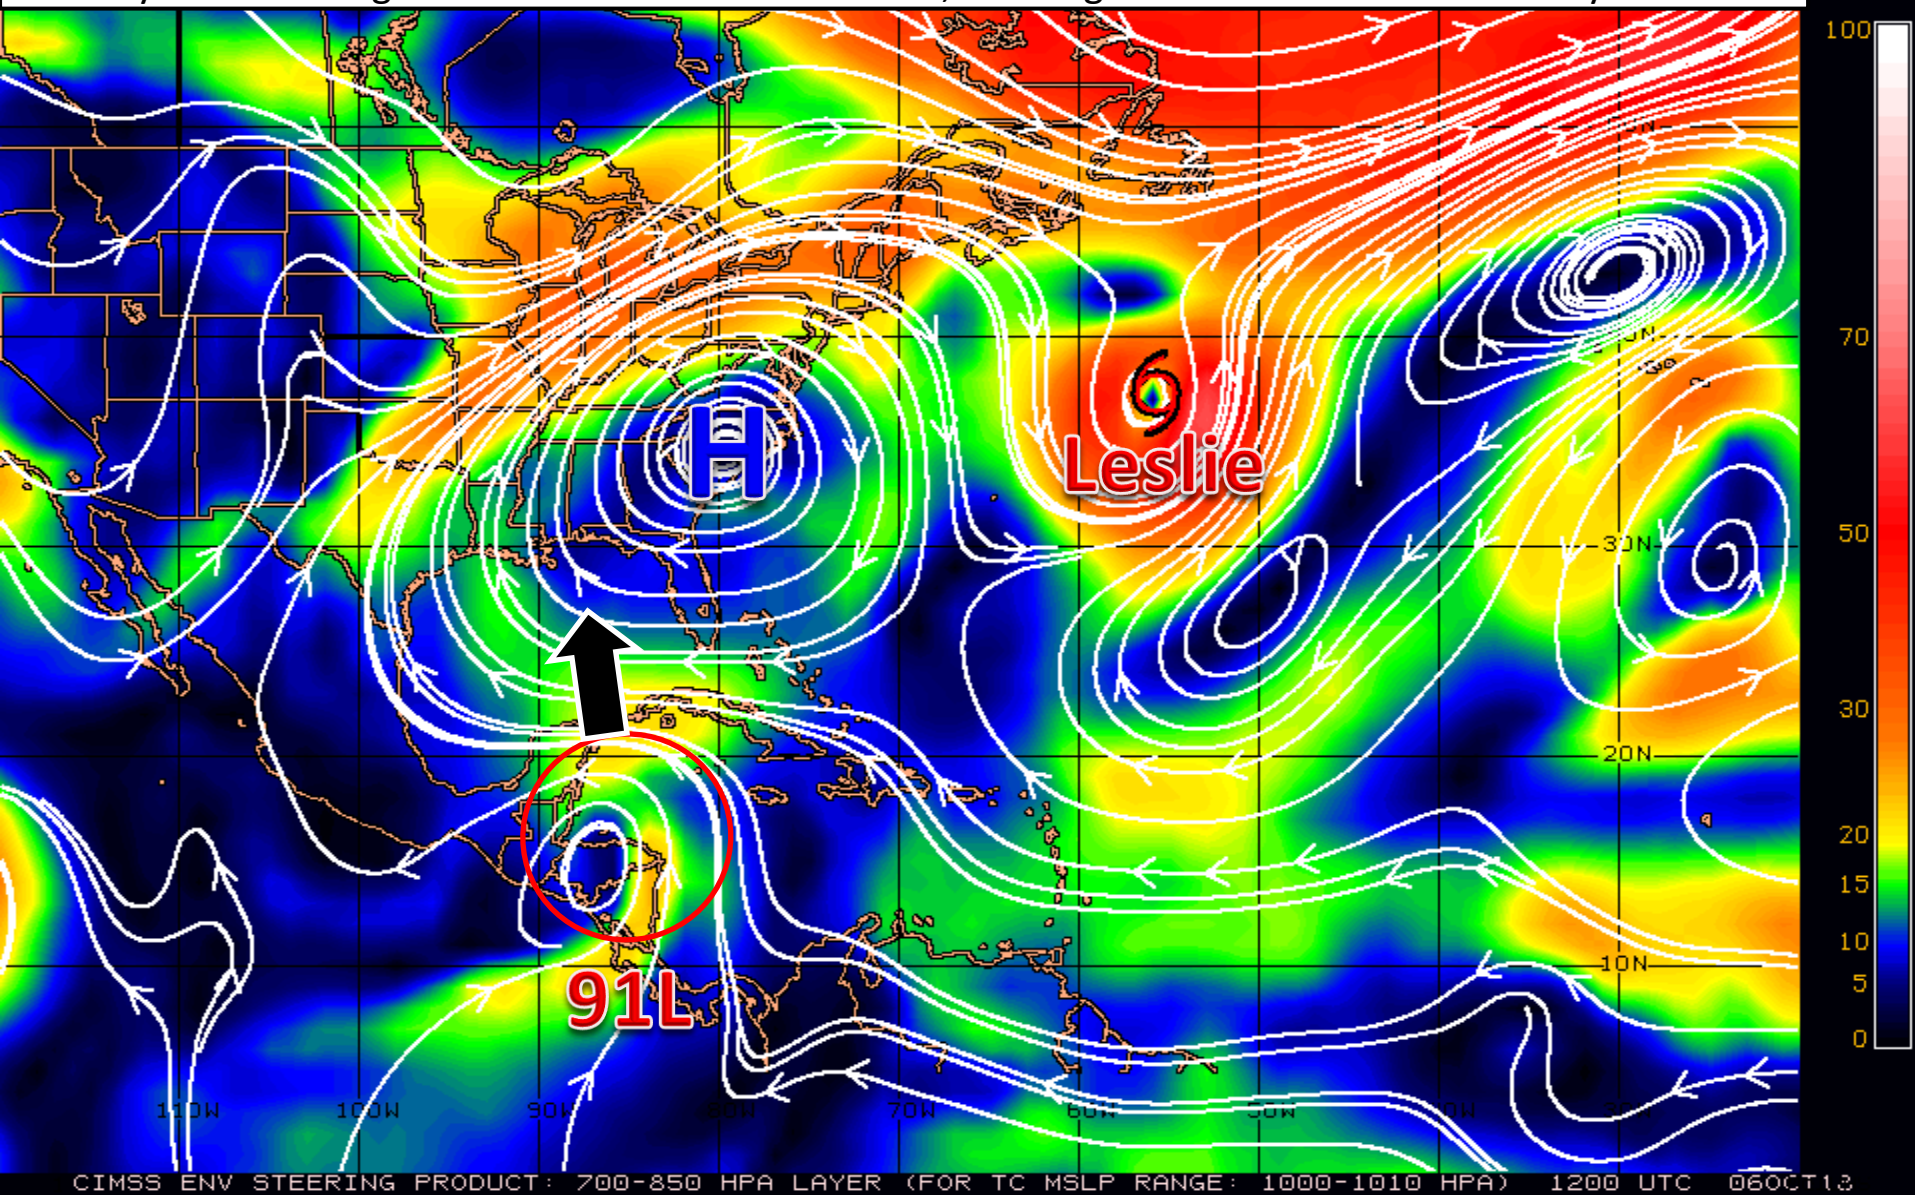 100
70
H
Leslie
50
30N
30
20N
20
15
10
10N
5
91L
0
110W 100W 90W 80W 70W 60W 50W
CIMSS ENV STEERING PRODUCT: 700-850 HPA LAYER (FOR TC MSLP RANGE: 1000-1010 HPA) 1200 UTC 06OCT18